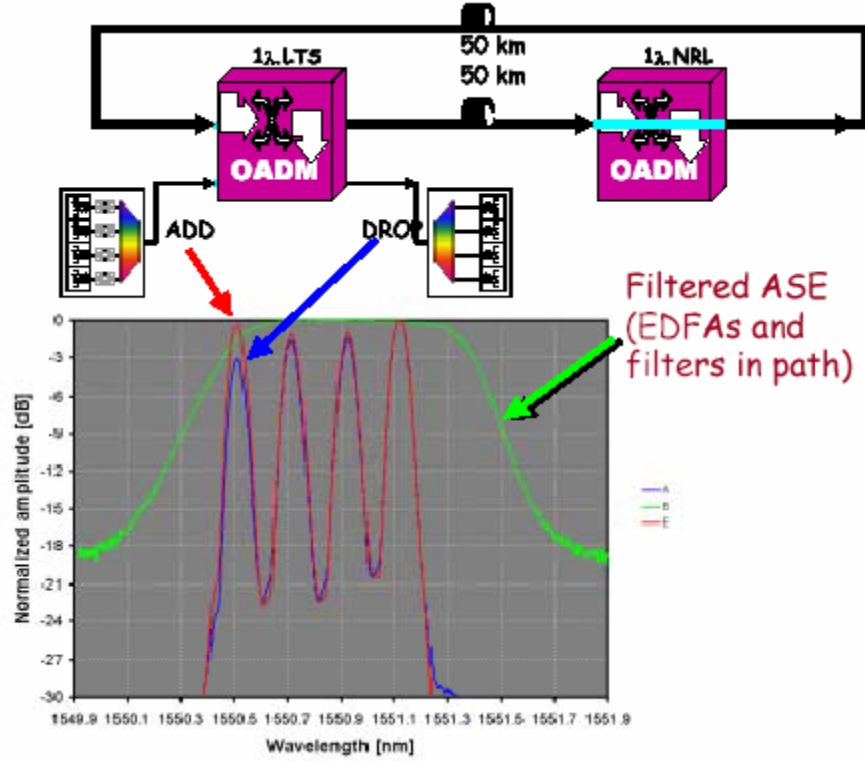 50 km
50 km
1λ.LTS
1λ.NRL
OADM
OADM
ADD
DRO
Filtered ASE
(EDFAs and
filters in path)
Normalized amplitude [dB]
0
-3
-6
-9
-12
-15
-18
-21
-24
-27
-30
A
B
E
1549.9 1550.1 1550.3 1550.5 1550.7 1550.9 1551.1 1551.3 1551.5 1551.7 1551.9
Wavelength [nm]